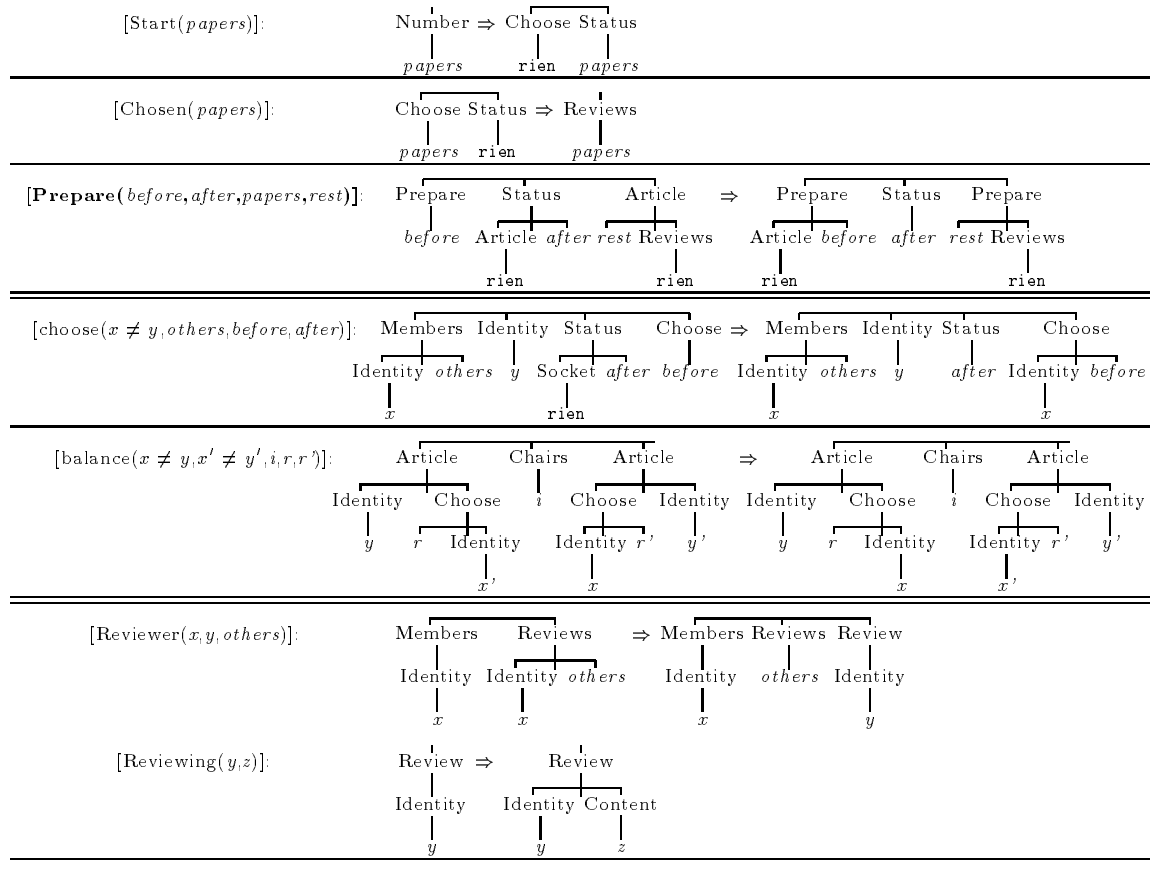 [Start(papers)]: Number ⇒ Choose Status
papers rien papers
[Chosen(papers)]: Choose Status ⇒ Reviews
papers rien papers
[Prepare(before,after,papers,rest)]: Prepare Status Article ⇒ Prepare Status Prepare
before Article after rest Reviews Article before after rest Reviews
rien rien rien rien
[choose(x ≠ y,others,before,after)]: Members Identity Status Choose ⇒ Members Identity Status Choose
Identity others y Socket after before Identity others y after Identity before
x rien x x
[balance(x ≠ y,x′ ≠ y′,i,r,r')]: Article Chairs Article ⇒ Article Chairs Article
Identity Choose i Choose Identity Identity Choose i Choose Identity
y r Identity Identity r' y' y r Identity Identity r' y'
x' x x x'
[Reviewer(x,y,others)]: Members Reviews ⇒ Members Reviews Review
Identity Identity others Identity others Identity
x x x y
[Reviewing(y,z)]: Review ⇒ Review
Identity Identity Content
y y z